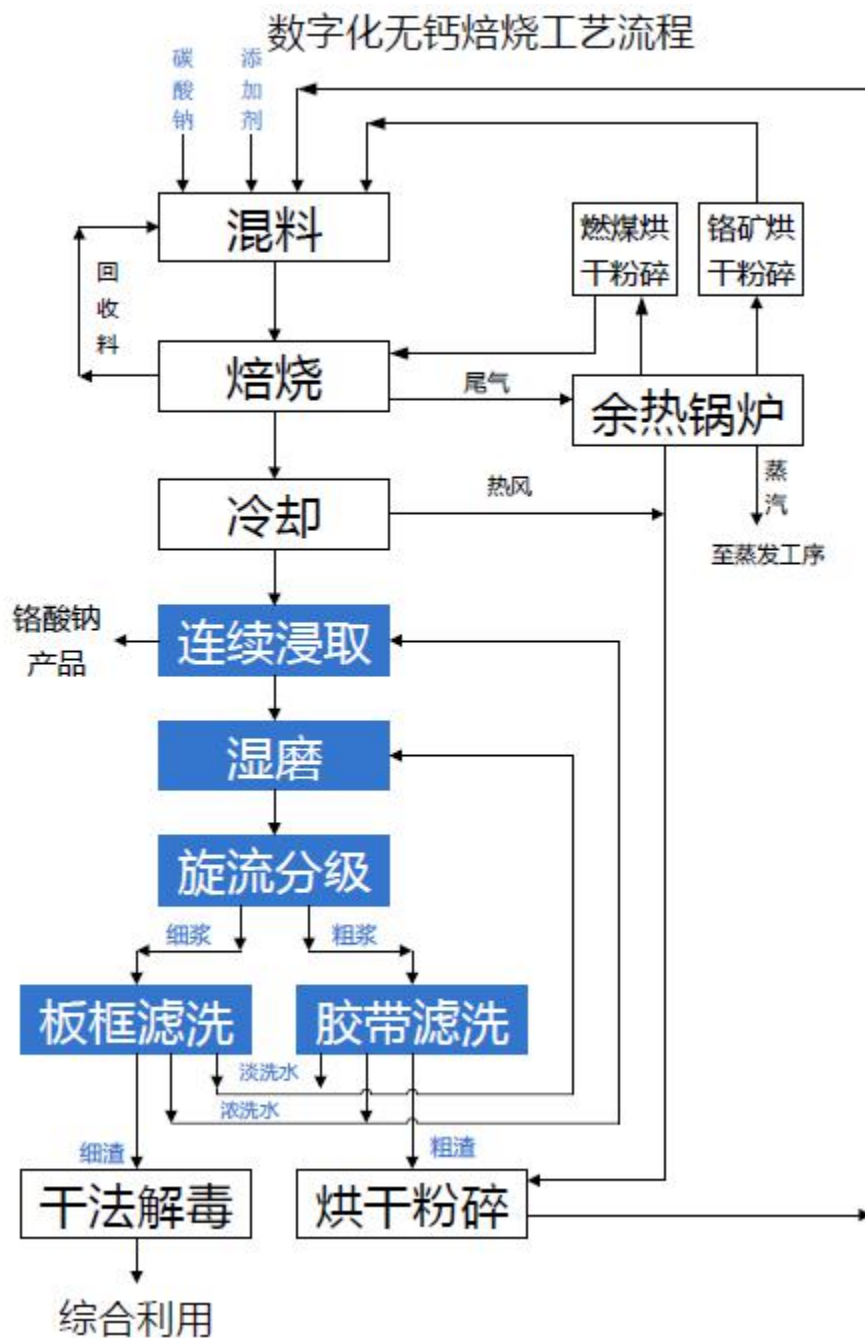 数字化无钙焙烧工艺流程
碳酸钠
添加剂
混料
燃煤烘
干粉碎
铬矿烘
干粉碎
回收料
焙烧
尾气
余热锅炉
蒸汽
冷却
热风
至蒸发工序
铬酸钠
产品
连续浸取
湿磨
旋流分级
细浆
粗浆
板框滤洗
胶带滤洗
淡洗水
浓洗水
细渣
粗渣
干法解毒
烘干粉碎
综合利用